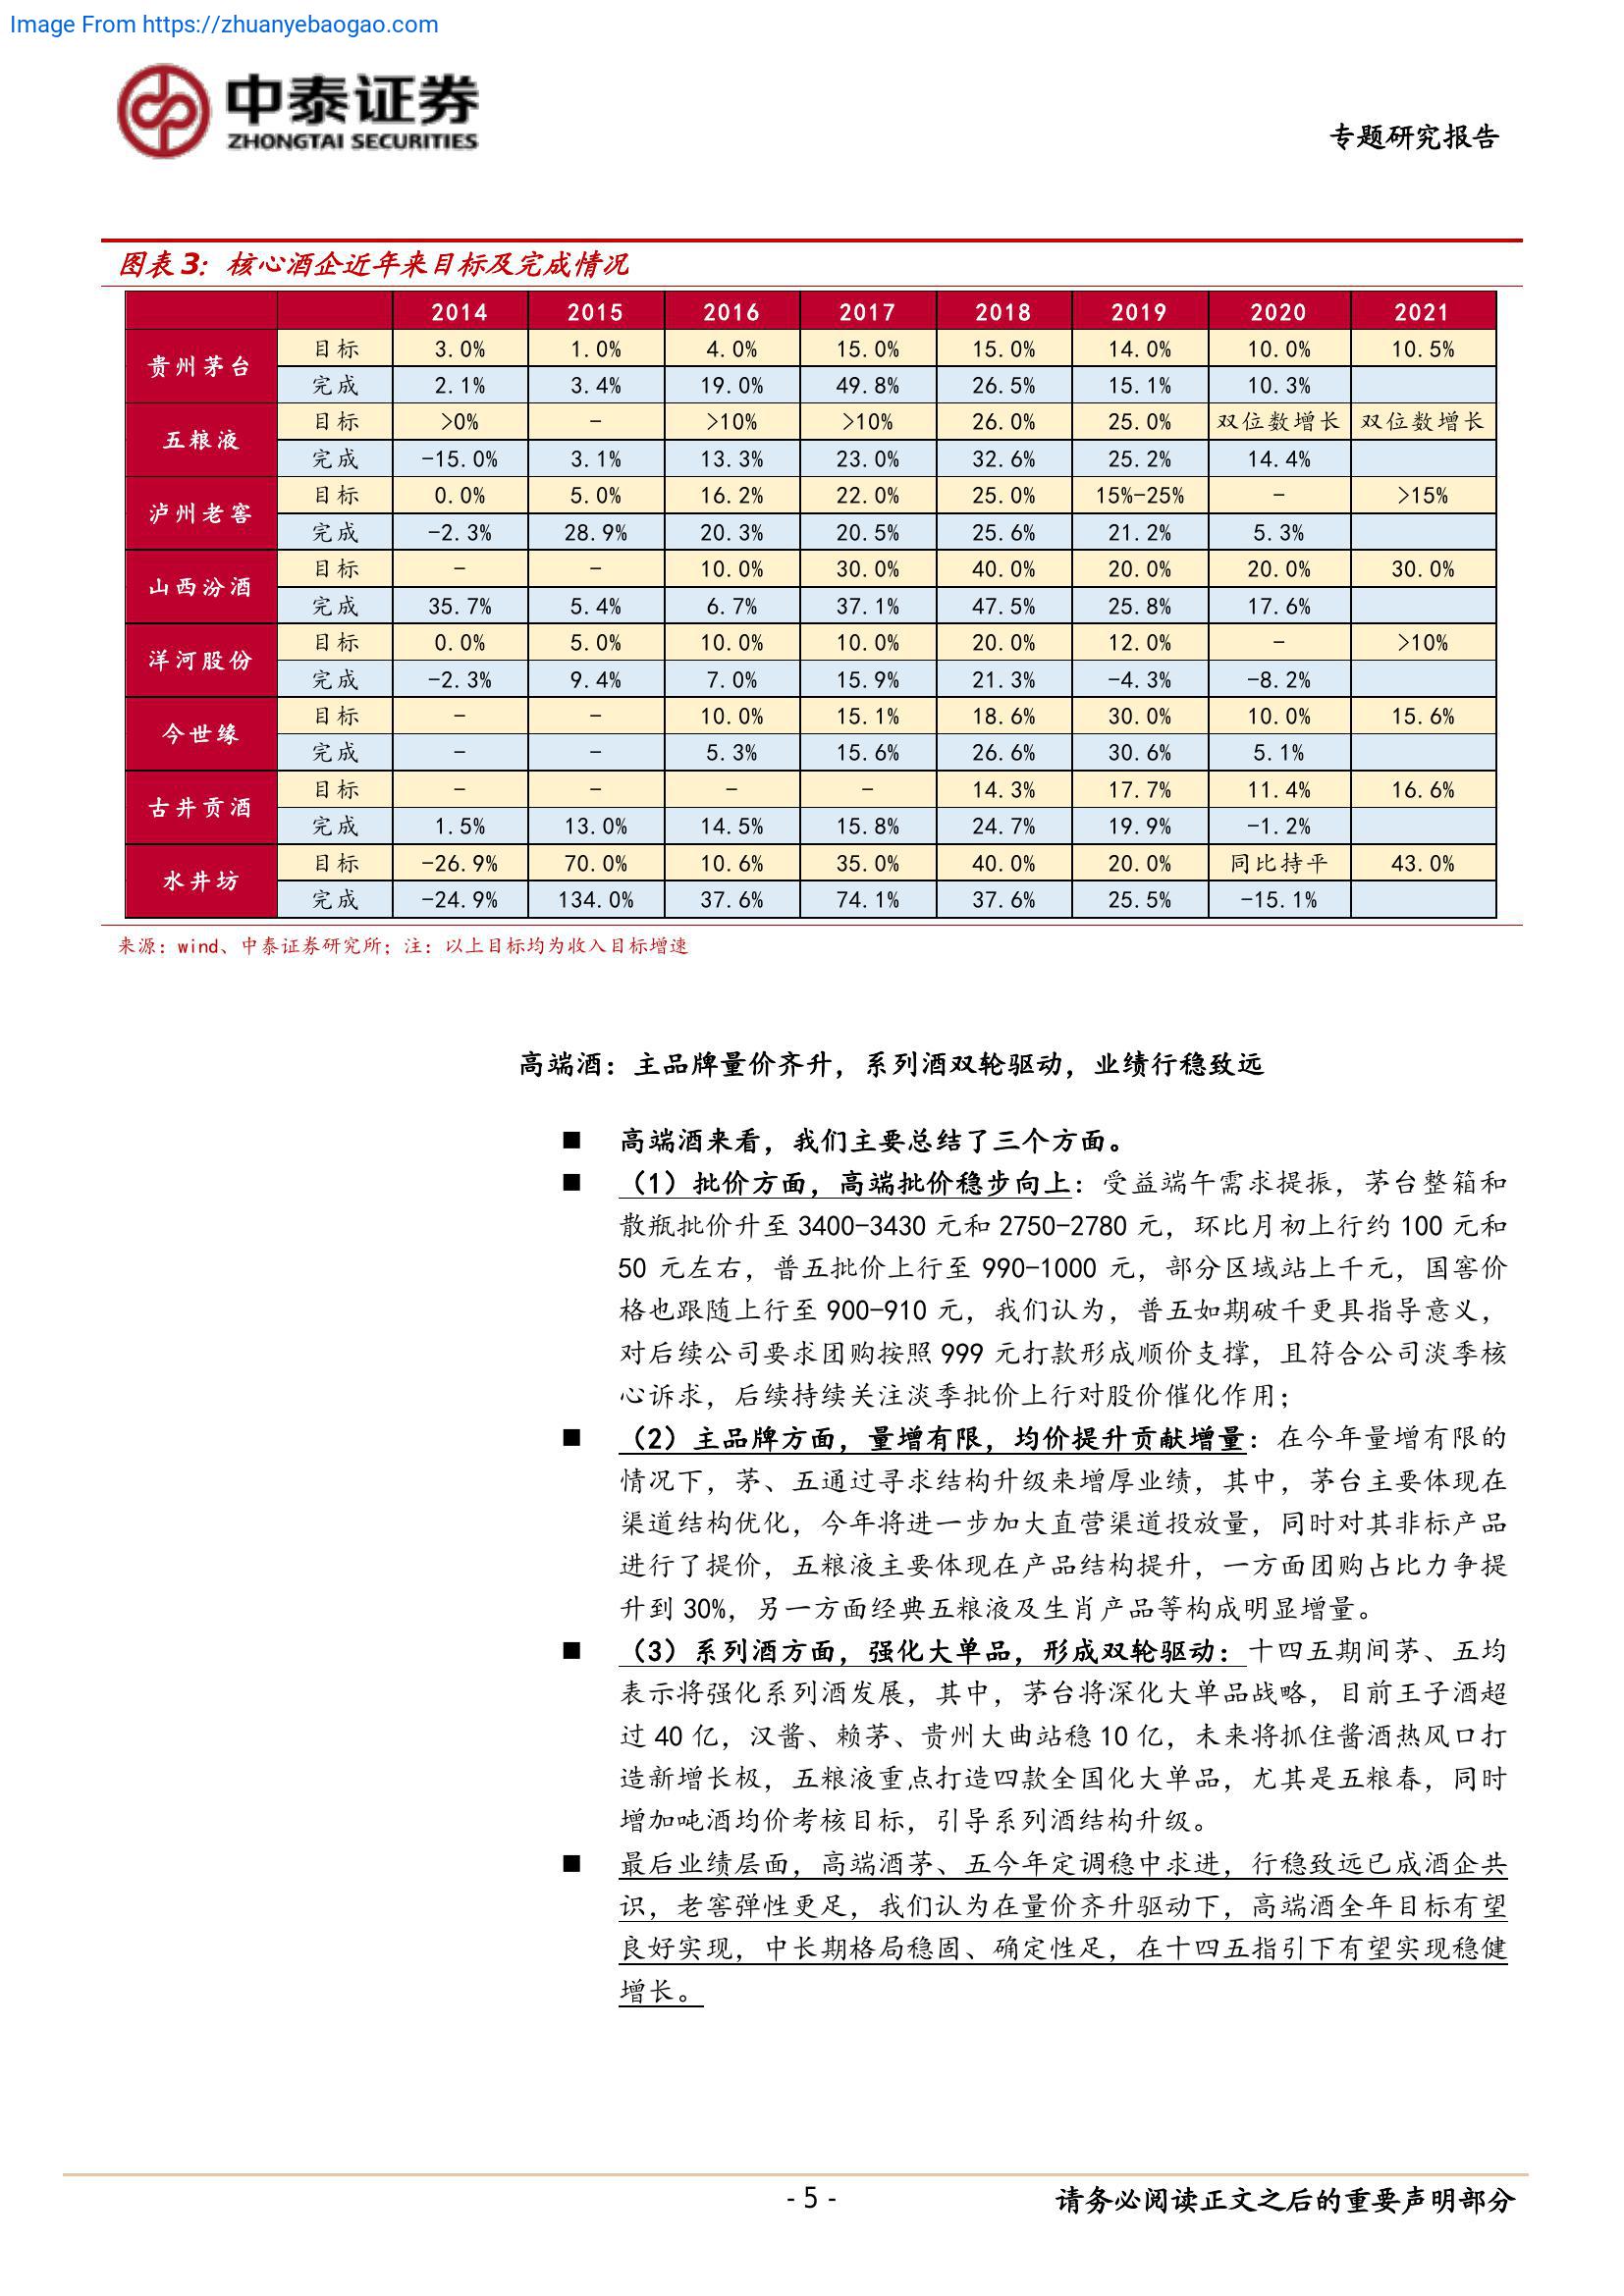 Image From https://zhuanyebaogao.com
中泰证券
ZHONGTAI SECURITIES
专题研究报告
图表 3：核心酒企近年来目标及完成情况
2014 2015 2016 2017 2018 2019 2020 2021
贵州茅台 目标 3.0% 1.0% 4.0% 15.0% 15.0% 14.0% 10.0% 10.5%
完成 2.1% 3.4% 19.0% 49.8% 26.5% 15.1% 10.3%
五粮液 目标 >0% - >10% >10% 26.0% 25.0% 双位数增长 双位数增长
完成 -15.0% 3.1% 13.3% 23.0% 32.6% 25.2% 14.4%
泸州老窖 目标 0.0% 5.0% 16.2% 22.0% 25.0% 15%-25% - >15%
完成 -2.3% 28.9% 20.3% 20.5% 25.6% 21.2% 5.3%
山西汾酒 目标 - - 10.0% 30.0% 40.0% 20.0% 20.0% 30.0%
完成 35.7% 5.4% 6.7% 37.1% 47.5% 25.8% 17.6%
洋河股份 目标 0.0% 5.0% 10.0% 10.0% 20.0% 12.0% - >10%
完成 -2.3% 9.4% 7.0% 15.9% 21.3% -4.3% -8.2%
今世缘 目标 - - 10.0% 15.1% 18.6% 30.0% 10.0% 15.6%
完成 - - 5.3% 15.6% 26.6% 30.6% 5.1%
古井贡酒 目标 - - - - 14.3% 17.7% 11.4% 16.6%
完成 1.5% 13.0% 14.5% 15.8% 24.7% 19.9% -1.2%
水井坊 目标 -26.9% 70.0% 10.6% 35.0% 40.0% 20.0% 同比持平 43.0%
完成 -24.9% 134.0% 37.6% 74.1% 37.6% 25.5% -15.1%
来源：wind、中泰证券研究所；注：以上目标均为收入目标增速
高端酒：主品牌量价齐升，系列酒双轮驱动，业绩行稳致远
■ 高端酒来看，我们主要总结了三个方面。
■ （1）批价方面，高端批价稳步向上：受益端午需求提振，茅台整箱和
散瓶批价升至 3400-3430 元和 2750-2780 元，环比月初上行约 100 元和
50 元左右，普五批价上行至 990-1000 元，部分区域站上千元，国窖价
格也跟随上行至 900-910 元，我们认为，普五如期破千更具指导意义，
对后续公司要求团购按照 999 元打款形成顺价支撑，且符合公司淡季核
心诉求，后续持续关注淡季批价上行对股价催化作用；
■ （2）主品牌方面，量增有限，均价提升贡献增量：在今年量增有限的
情况下，茅、五通过寻求结构升级来增厚业绩，其中，茅台主要体现在
渠道结构优化，今年将进一步加大直营渠道投放量，同时对其非标产品
进行了提价，五粮液主要体现在产品结构提升，一方面团购占比力争提
升到 30%，另一方面经典五粮液及生肖产品等构成明显增量。
■ （3）系列酒方面，强化大单品，形成双轮驱动：十四五期间茅、五均
表示将强化系列酒发展，其中，茅台将深化大单品战略，目前王子酒超
过 40 亿，汉酱、赖茅、贵州大曲站稳 10 亿，未来将抓住酱酒热风口打
造新增长极，五粮液重点打造四款全国化大单品，尤其是五粮春，同时
增加吨酒均价考核目标，引导系列酒结构升级。
■ 最后业绩层面，高端酒茅、五今年定调稳中求进，行稳致远已成酒企共
识，老窖弹性更足，我们认为在量价齐升驱动下，高端酒全年目标有望
良好实现，中长期格局稳固、确定性足，在十四五指引下有望实现稳健
增长。
- 5 -
请务必阅读正文之后的重要声明部分